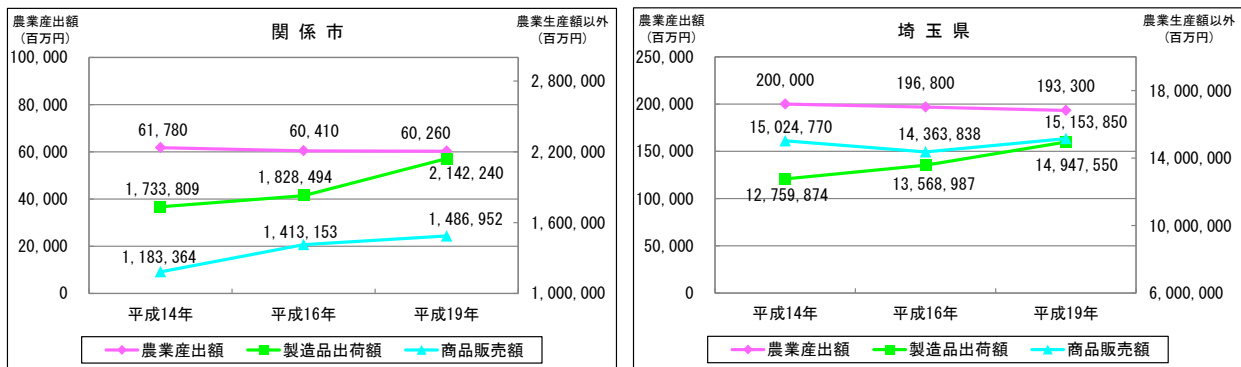 農業産出額
（百万円）
関 係 市
農業生産額以外
（百万円）
100,000
80,000
60,000
40,000
20,000
0
2,800,000
2,200,000
1,600,000
1,000,000
61,780
60,410
60,260
1,733,809
1,828,494
2,142,240
1,183,364
1,413,153
1,486,952
平成14年
平成16年
平成19年
農業産出額
製造品出荷額
商品販売額
農業産出額
（百万円）
埼 玉 県
農業生産額以外
（百万円）
250,000
200,000
150,000
100,000
50,000
0
18,000,000
14,000,000
10,000,000
6,000,000
200,000
196,800
193,300
15,024,770
14,363,838
15,153,850
12,759,874
13,568,987
14,947,550
平成14年
平成16年
平成19年
農業産出額
製造品出荷額
商品販売額